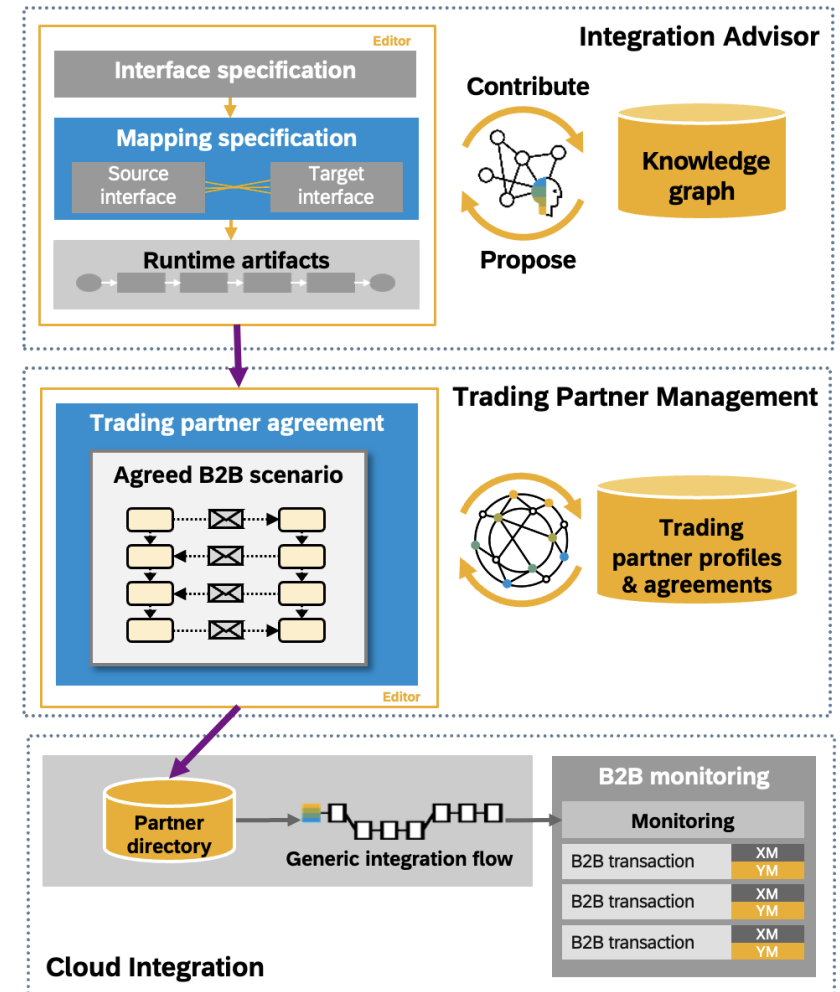 Editor
Integration Advisor
Interface specification
Contribute
Mapping specification
Source
interface
Target
interface
Knowledge
graph
Runtime artifacts
Propose
Trading Partner Management
Trading partner agreement
Agreed B2B scenario
Trading
partner profiles
& agreements
Editor
B2B monitoring
Monitoring
Partner
directory
Generic integration flow
B2B transaction
XM
YM
B2B transaction
XM
YM
B2B transaction
XM
YM
Cloud Integration